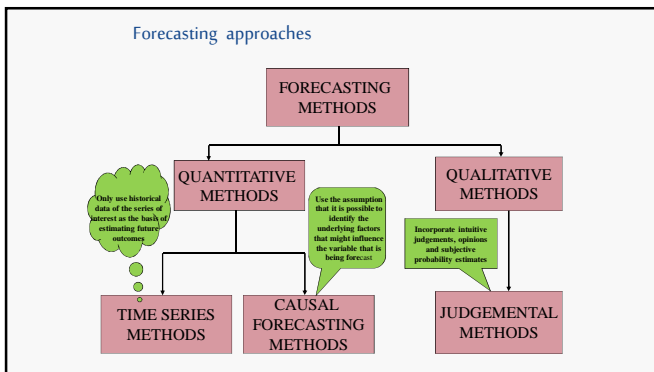 Forecasting approaches
FORECASTING
METHODS
QUANTITATIVE
METHODS
QUALITATIVE
METHODS
Only use historical
data of the series of
interest as the basis of
estimating future
outcomes
Use the assumption
that it is possible to
identify the
underlying factors
that might influence
the variable that is
being forecast
Incorporate intuitive
judgements, opinions
and subjective
probability estimates
TIME SERIES
METHODS
CAUSAL
FORECASTING
METHODS
JUDGEMENTAL
METHODS